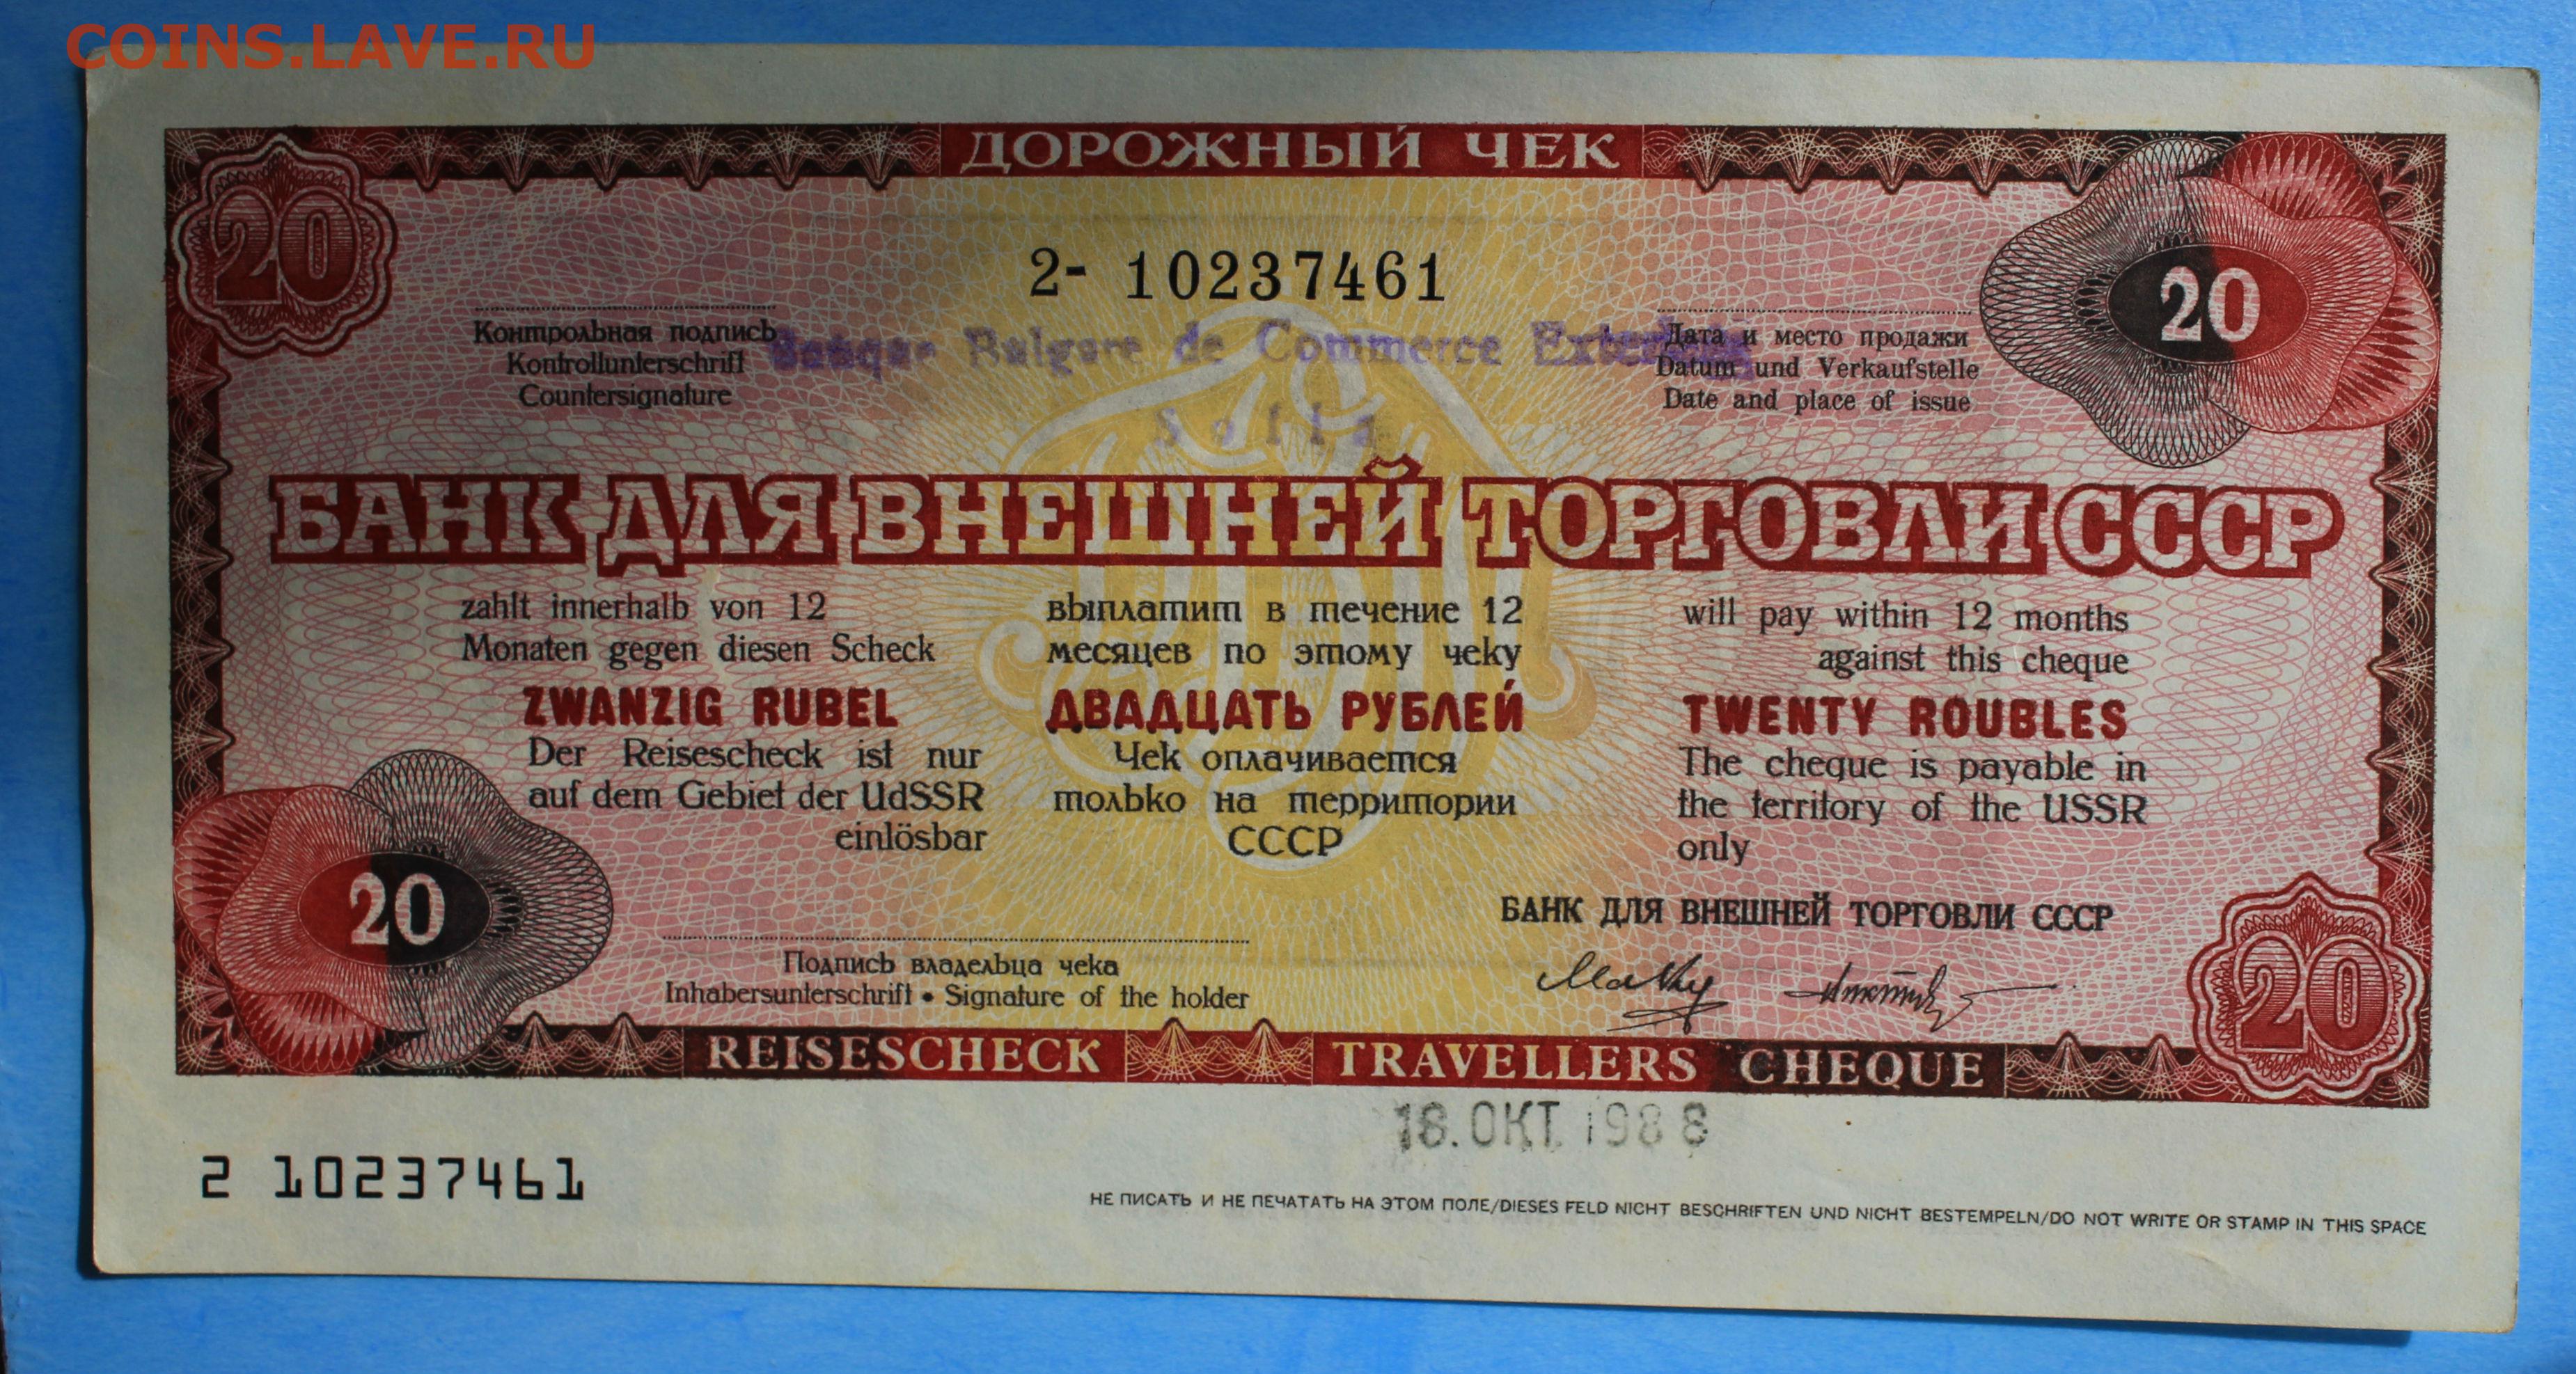 COINS.LAVE.RU
ДОРОЖНЫЙ ЧЕК
20
20
2- 10237461
Контрольная подпись
Kontrollunterschrift
Countersignature
Banque Bulgare de Commerce
Sofia
Дата и место продажи
Datum und Verkaufstelle
Date and place of issue
БАНК ДЛЯ ВНЕШНЕЙ ТОРГОВЛИ СССР
zahlt innerhalb von 12
Monaten gegen diesen Scheck
ZWANZIG RUBEL
Der Reisescheck ist nur
auf dem Gebiet der UdSSR
einlösbar
выплатит в течение 12
месяцев по этому чеку
ДВАДЦАТЬ РУБЛЕЙ
Чек оплачивается
только на территории
СССР
will pay within 12 months
against this cheque
TWENTY ROUBLES
The cheque is payable in
the territory of the USSR
only
20
БАНК ДЛЯ ВНЕШНЕЙ ТОРГОВЛИ СССР
Подпись владельца чека
Inhabersunterschrift • Signature of the holder
20
REISESCHECK TRAVELLERS CHEQUE
18. ОКТ. 1988
2 10237461
НЕ ПИСАТЬ И НЕ ПЕЧАТАТЬ НА ЭТОМ ПОЛЕ/DIESES FELD NICHT BESCHRIFTEN UND NICHT BESTEMPELN/DO NOT WRITE OR STAMP IN THIS SPACE